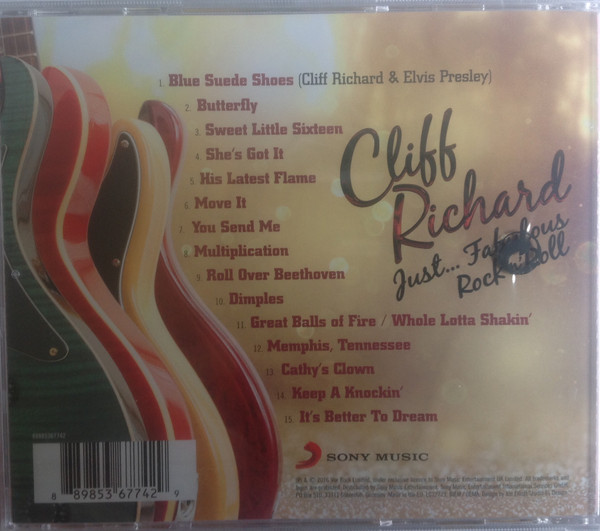 1. Blue Suede Shoes (Cliff Richard & Elvis Presley)
2. Butterfly
3. Sweet Little Sixteen
4. She's Got It
5. His Latest Flame
6. Move It
7. You Send Me
8. Multiplication
9. Roll Over Beethoven
10. Dimples
11. Great Balls of Fire / Whole Lotta Shakin'
12. Memphis, Tennessee
13. Cathy's Clown
14. Keep A Knockin'
15. It's Better To Dream
Cliff
Richard
Just... Fabulous
Rock 'n' Roll
SONY MUSIC
88985367742
8 89853 67742 9